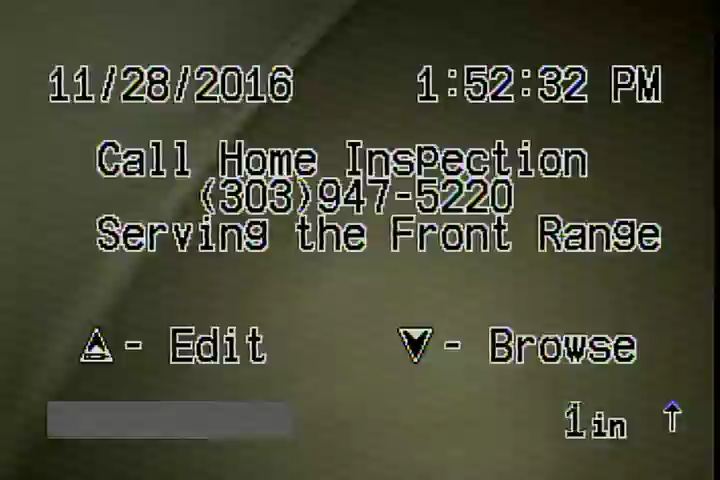 11/28/2016 1:52:32 PM
Call Home Inspection
(303)947-5220
Serving the Front Range
- Edit - Browse
1in ↑